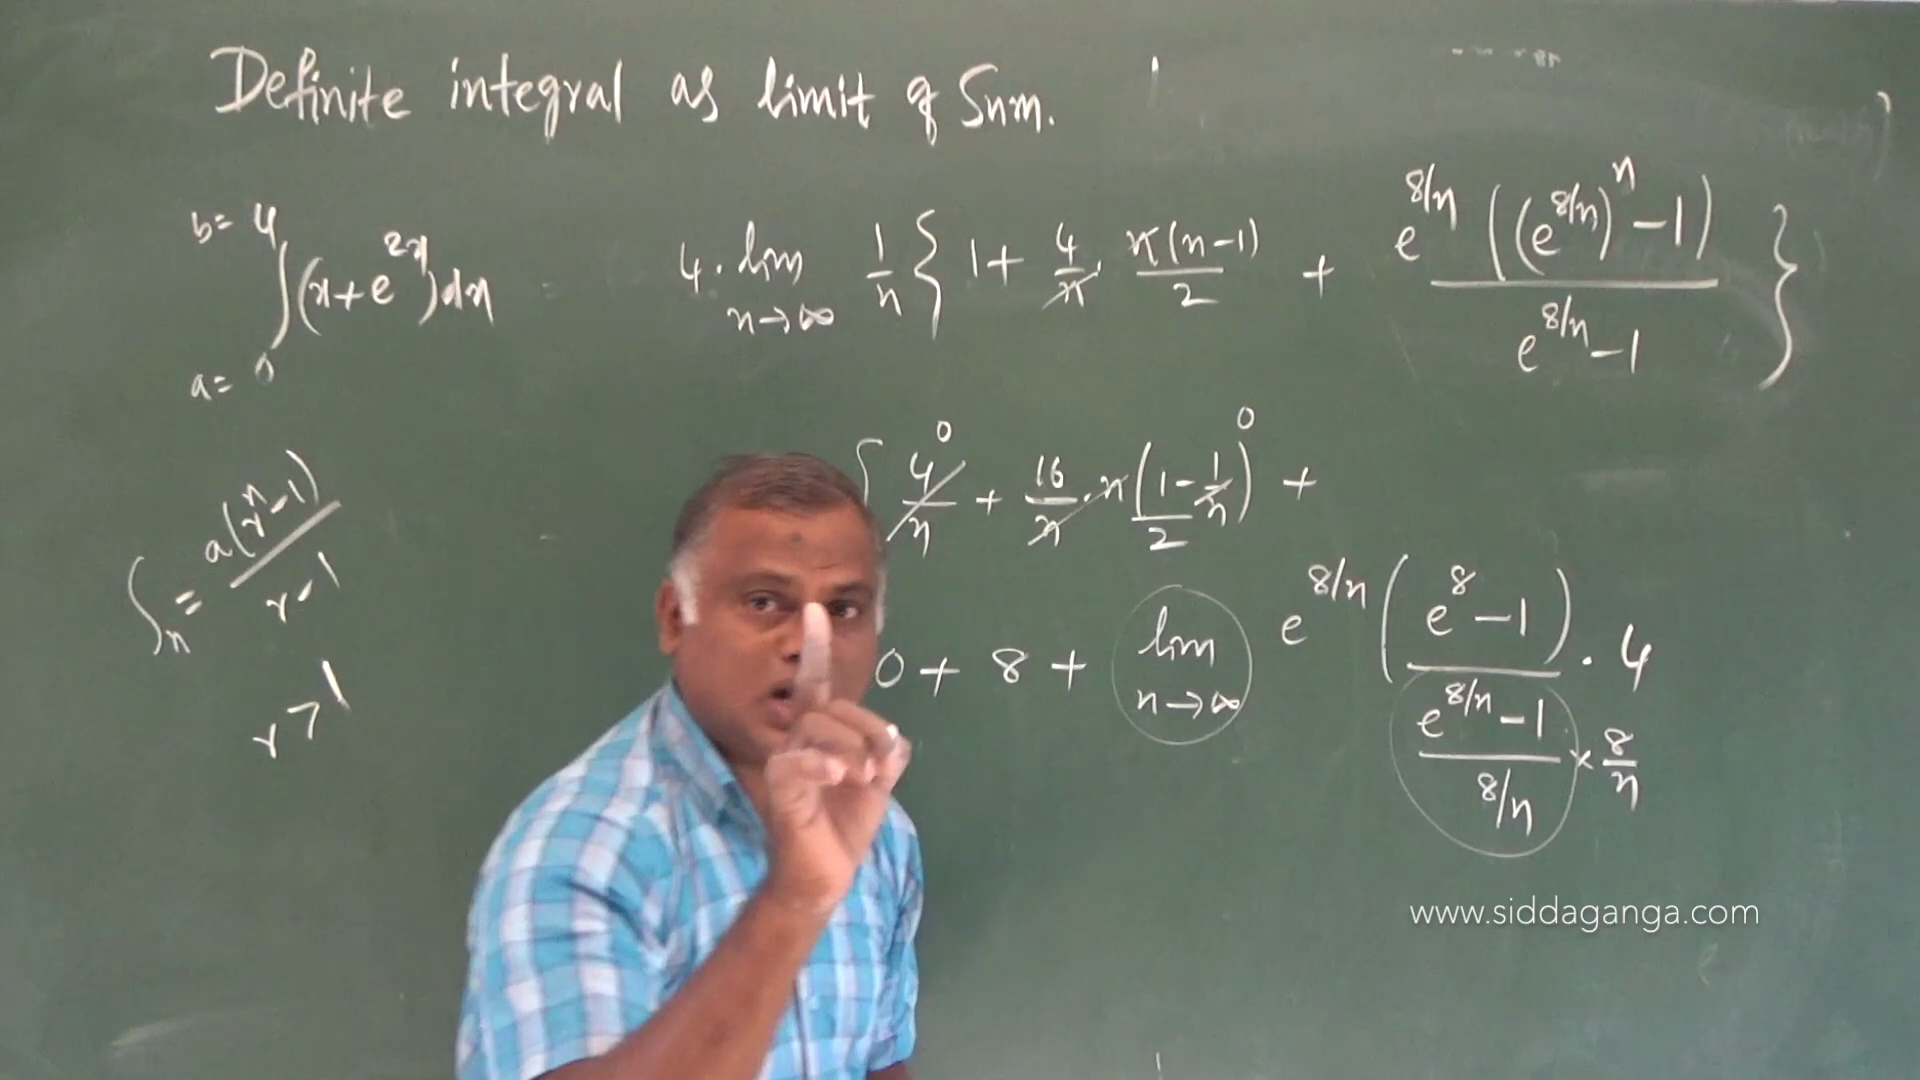 Definite integral as limit of Sum.
b= 4
∫(x+e^{2x})dx
a= 0
4. lim n→∞ 1/n { 1+ 4/n . n(n-1)/2 + e^{8/n} ((e^{8/n})^n -1) / e^{8/n} -1 }
S_n = a(r^n -1) / r-1
r>1
4/n 0 + 16/n . n(1- 1/n)/2 0 +
0+ 8 + lim n→∞ e^{8/n} (e^8 -1) / ((e^{8/n} -1)/(8/n) × 8/n) . 4 /n
www.siddaganga.com